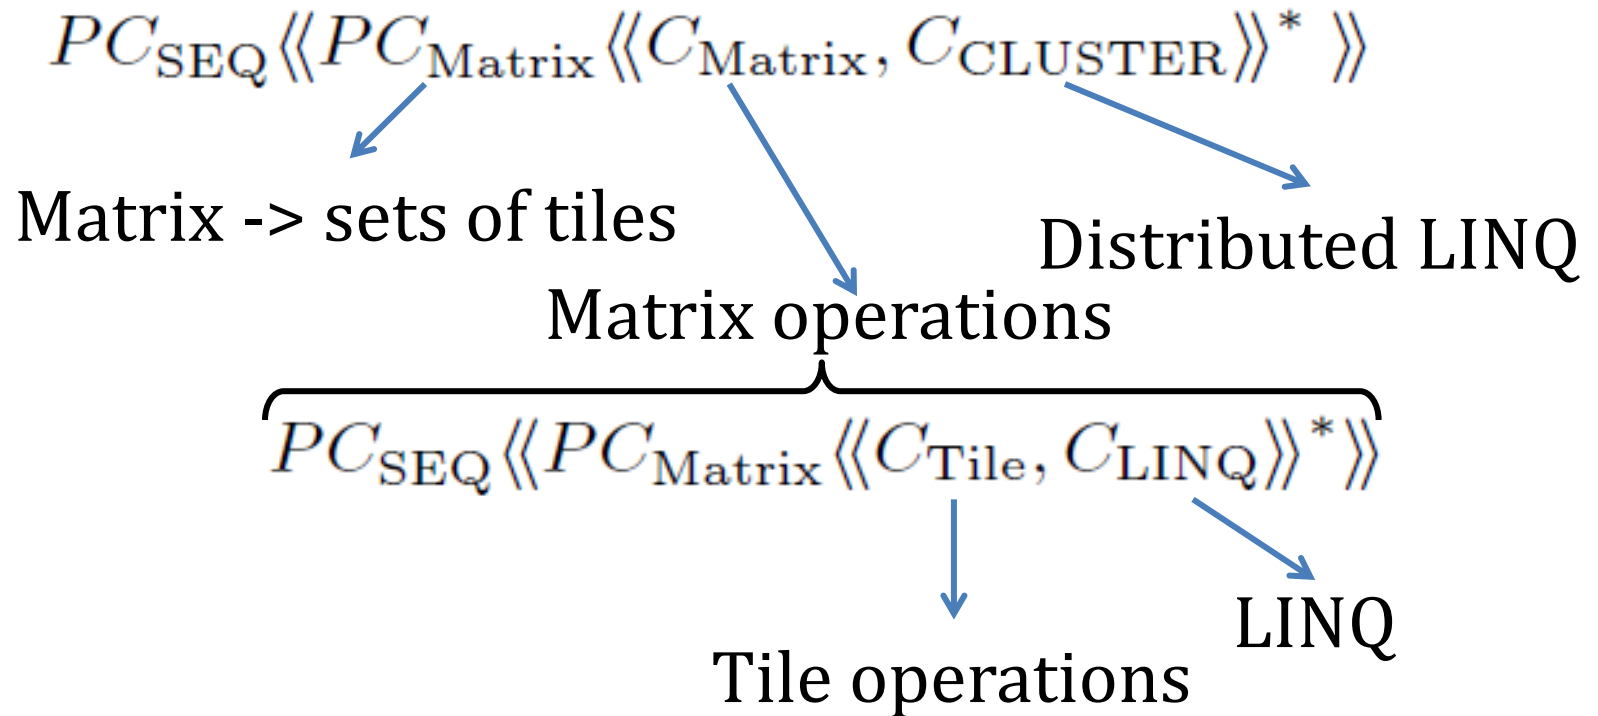 PC_SEQ⟪PC_Matrix⟪C_Matrix, C_CLUSTER⟫* ⟫
Matrix -> sets of tiles
Distributed LINQ
Matrix operations
PC_SEQ⟪PC_Matrix⟪C_Tile, C_LINQ⟫*⟫
LINQ
Tile operations